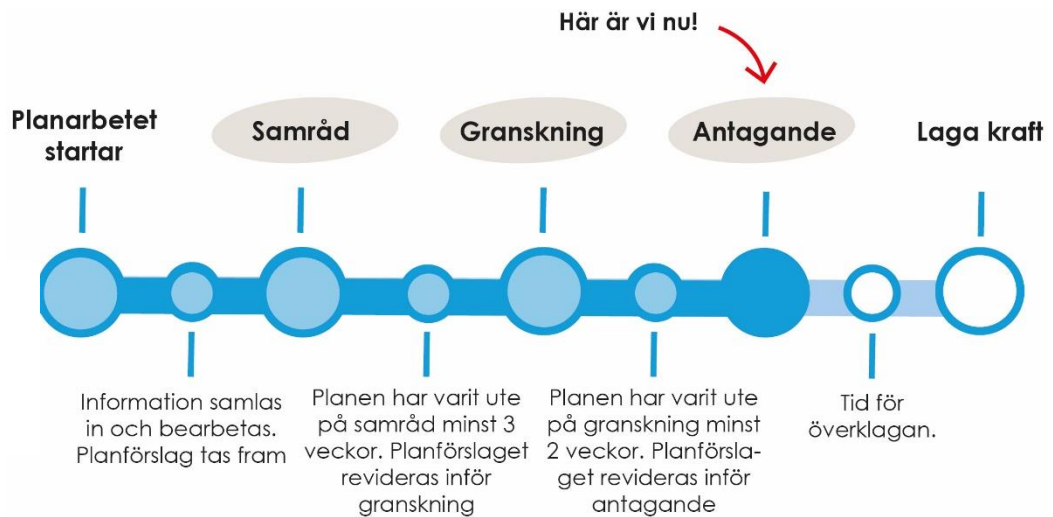 Här är vi nu!
Planarbetet
startar
Samråd
Granskning
Antagande
Laga kraft
Information samlas
in och bearbetas.
Planförslag tas fram
Planen har varit ute
på samråd minst 3
veckor. Planförslaget
revideras inför
granskning
Planen har varit ute
på granskning minst
2 veckor. Planförsla-
get revideras inför
antagande
Tid för
överklagan.